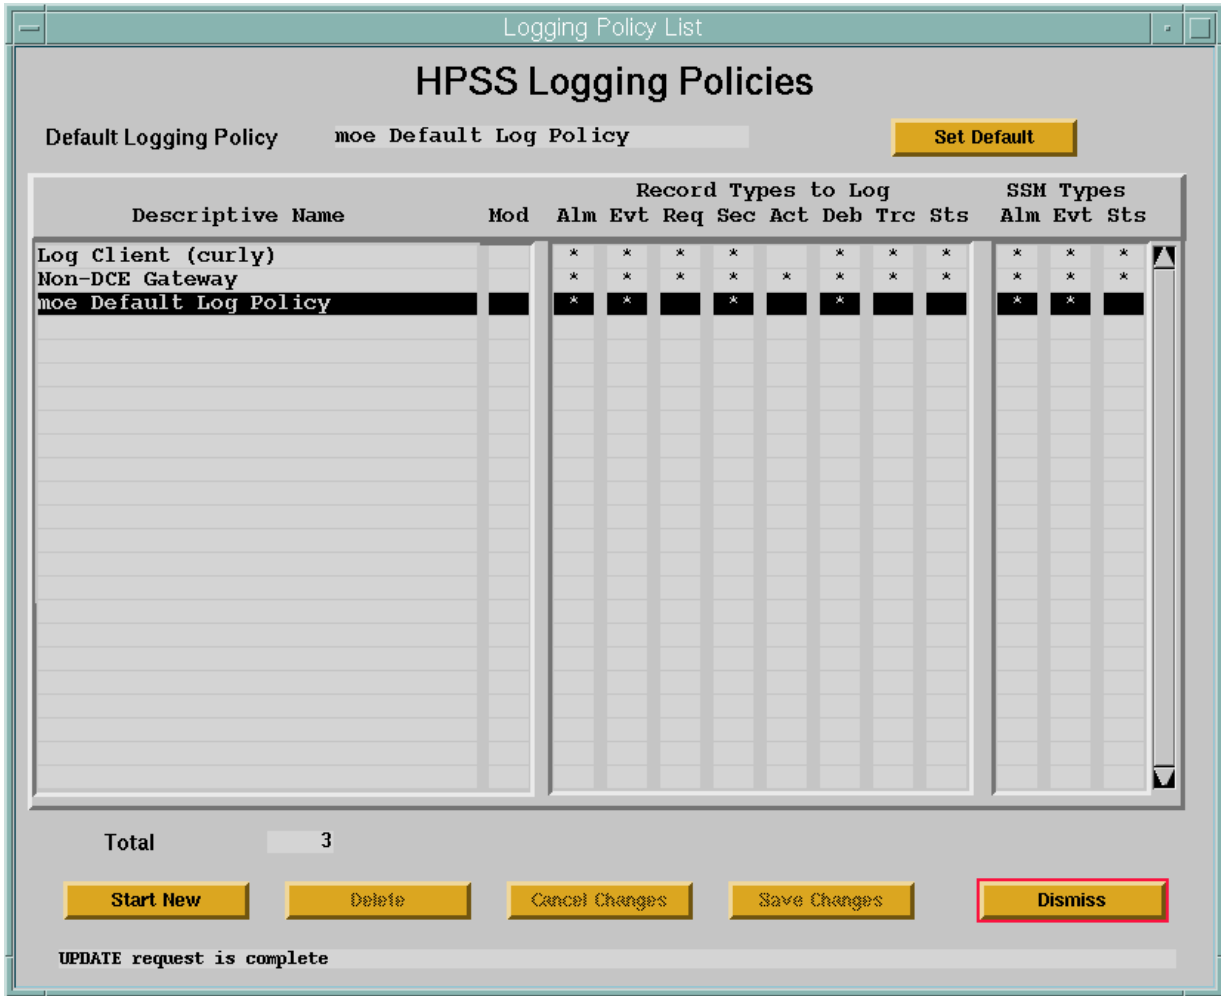 Logging Policy List
HPSS Logging Policies
Default Logging Policy moe Default Log Policy Set Default
Record Types to Log SSM Types
Descriptive Name Mod Alm Evt Req Sec Act Deb Trc Sts Alm Evt Sts
Log Client (curly) * * * * * * * * * *
Non-DCE Gateway * * * * * * * * * * *
moe Default Log Policy * * * * * *
Total 3
Start New Delete Cancel Changes Save Changes Dismiss
UPDATE request is complete